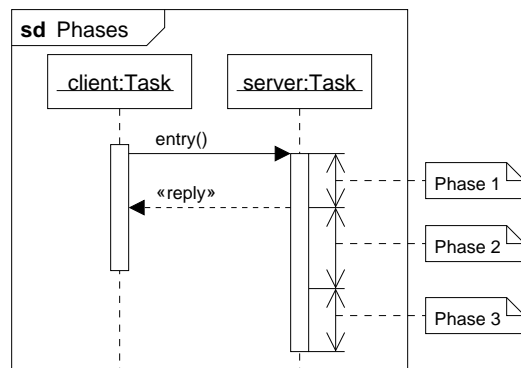 sd Phases
client:Task
server:Task
entry()
«reply»
Phase 1
Phase 2
Phase 3